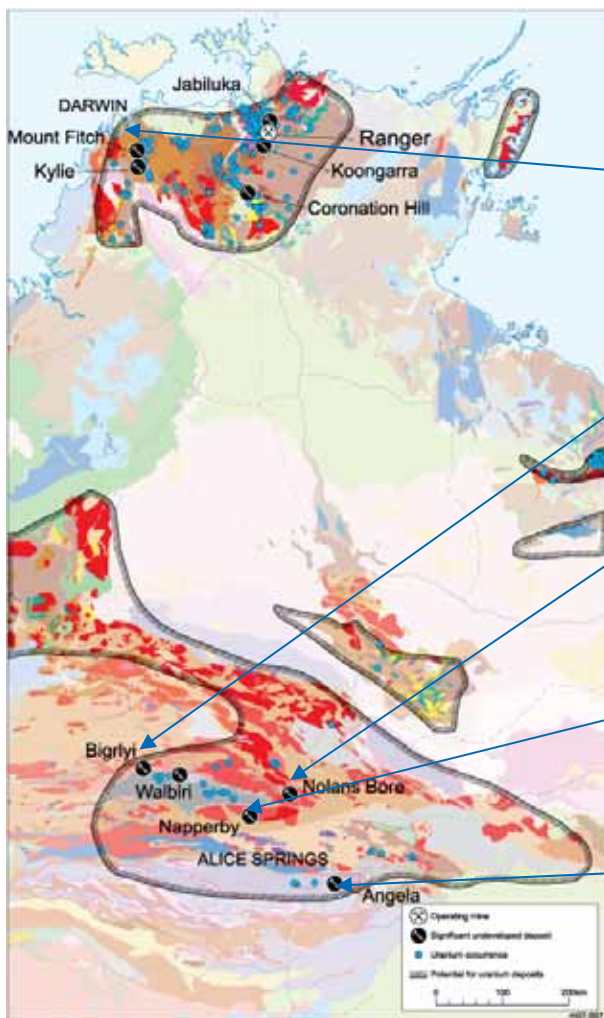 Jabiluka
DARWIN
Mount Fitch
Ranger
Kylie
Koongarra
Coronation Hill
Bigrlyi
Walbiri
Nolans Bore
Napperby
ALICE SPRINGS
Angela
Operating mine
Significant undeveloped deposit
Uranium occurrence
Potential for uranium deposits
0 100 200km